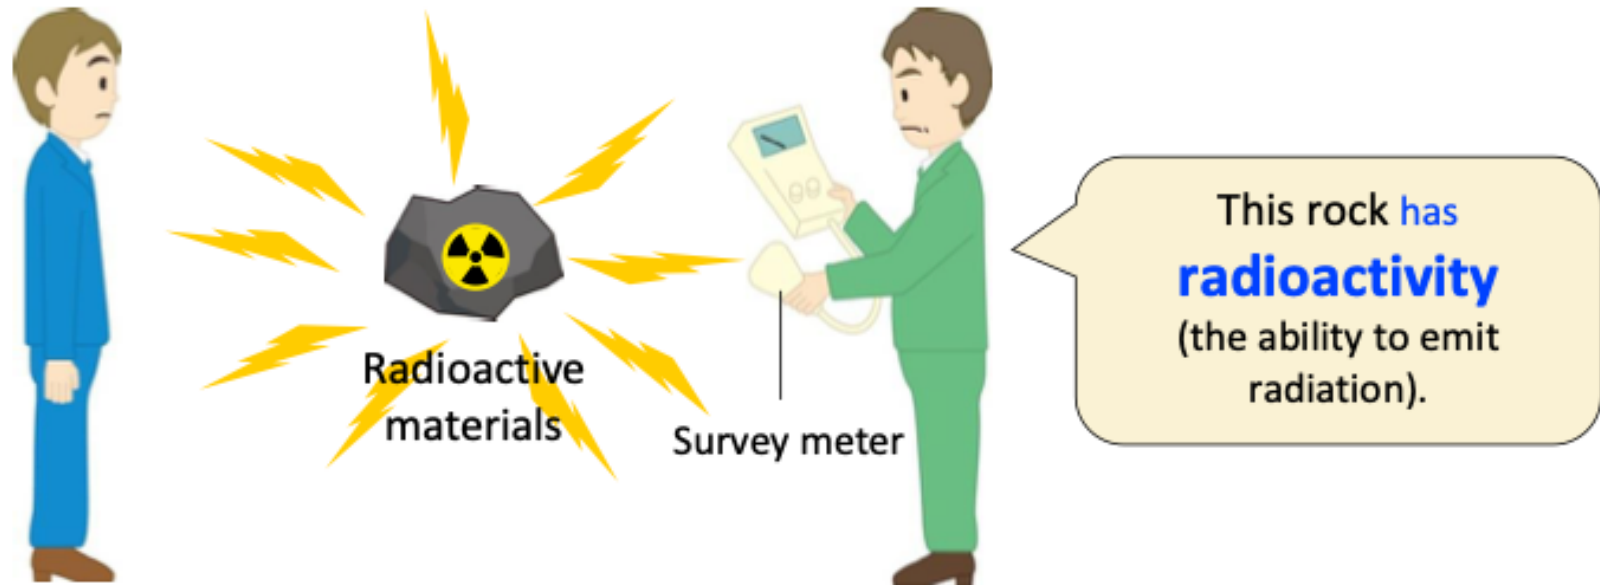 Radioactive
materials
Survey meter
This rock has
radioactivity
(the ability to emit
radiation).